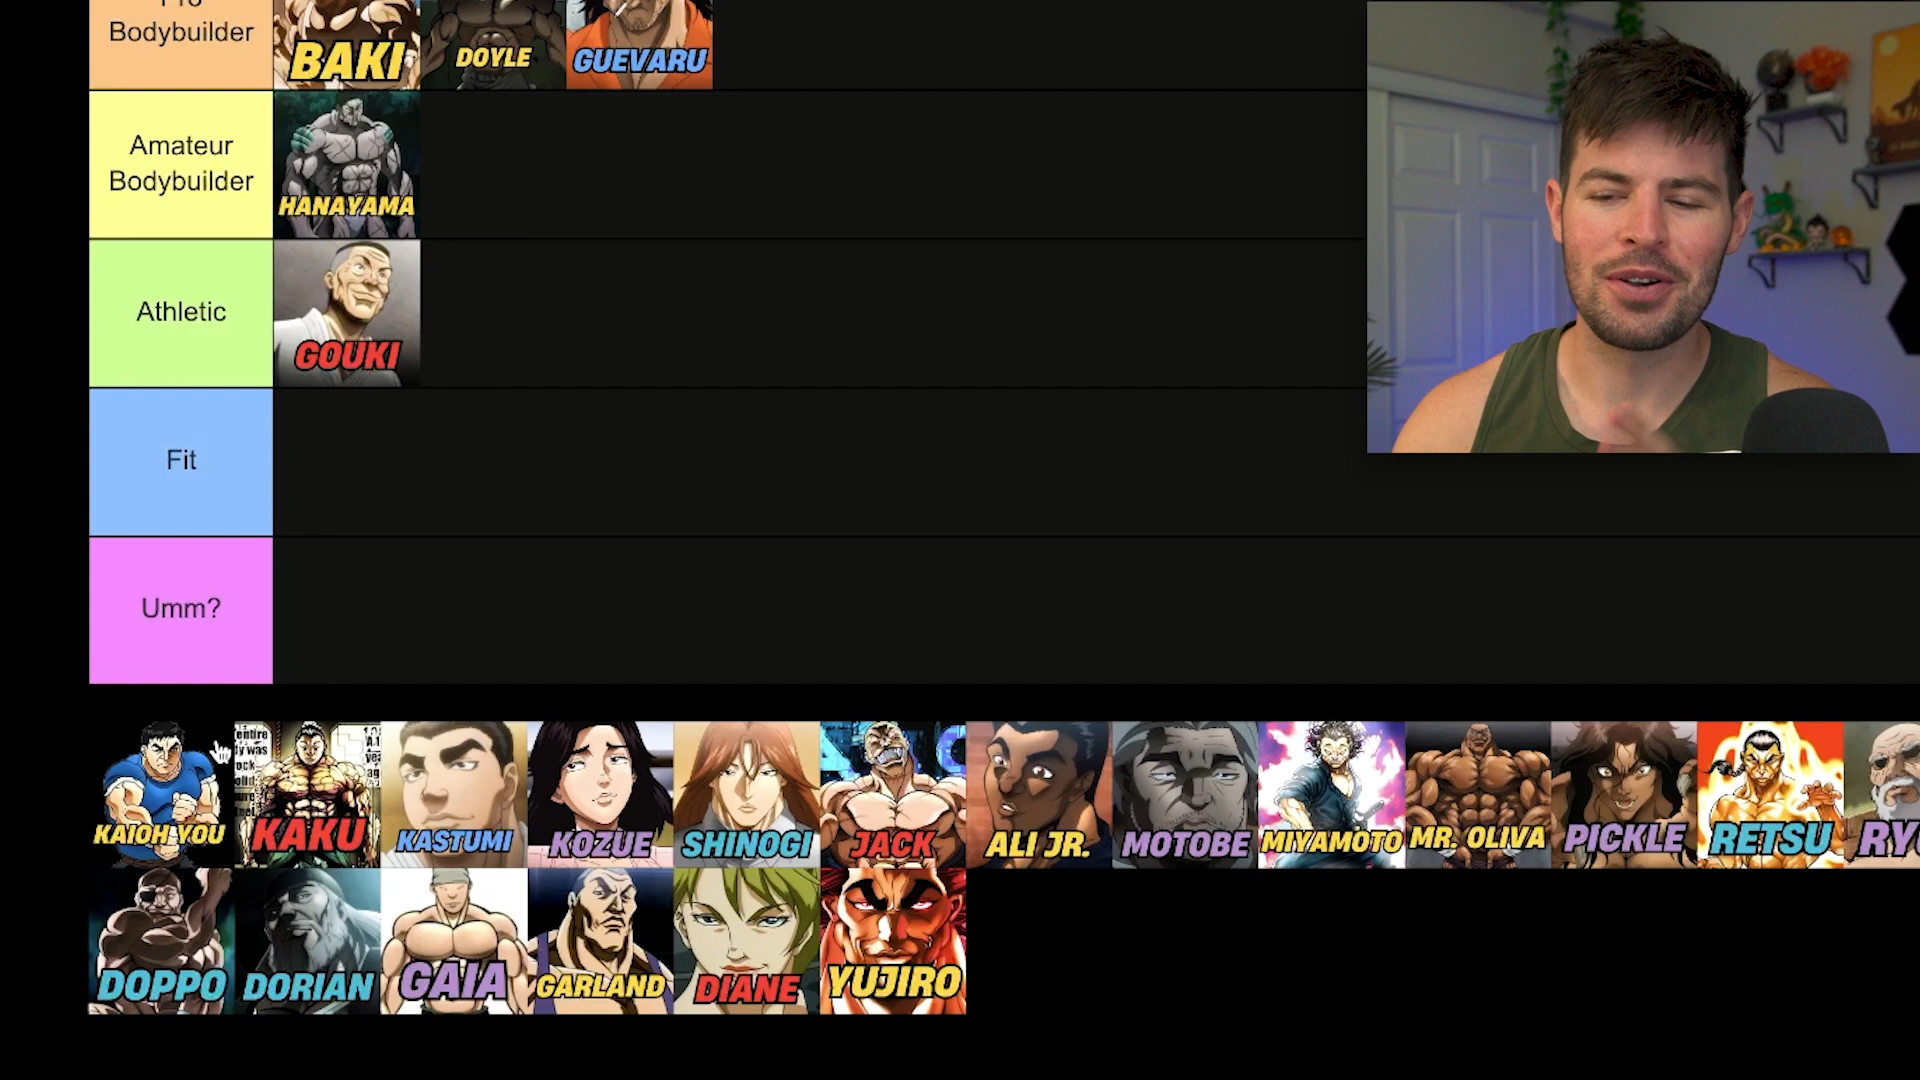 Pro
Bodybuilder
BAKI
DOYLE
GUEVARU
Amateur
Bodybuilder
HANAYAMA
Athletic
GOUKI
Fit
Umm?
KAIOH YOU
KAKU
KASTUMI
KOZUE
SHINOGI
JACK
ALI JR.
MOTOBE
MIYAMOTO
MR. OLIVA
PICKLE
RETSU
DOPPO
DORIAN
GAIA
GARLAND
DIANE
YUJIRO